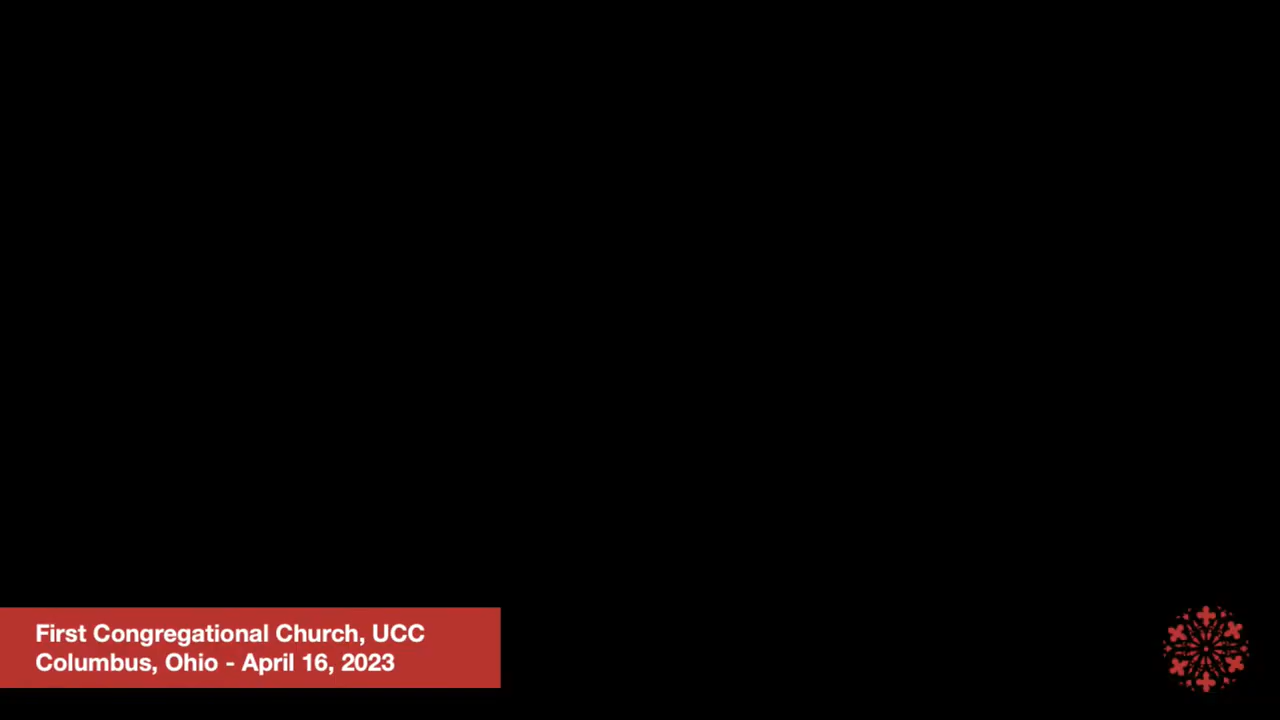 First Congregational Church, UCC
Columbus, Ohio - April 16, 2023